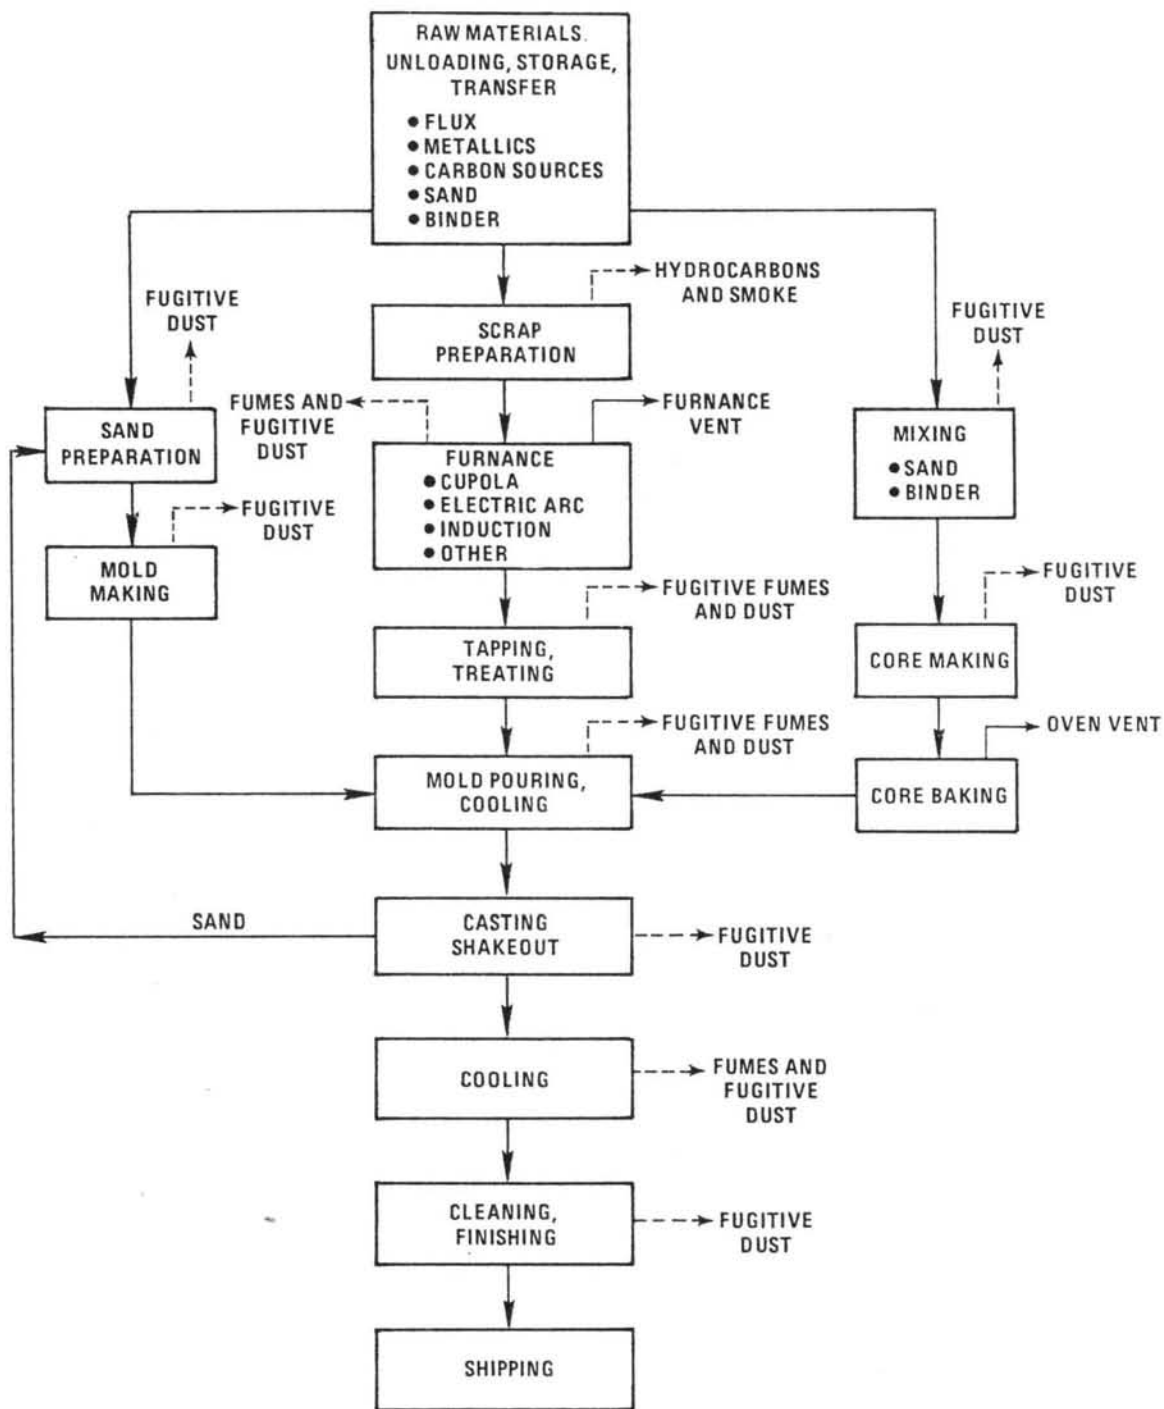 RAW MATERIALS.
UNLOADING, STORAGE,
TRANSFER
● FLUX
● METALLICS
● CARBON SOURCES
● SAND
● BINDER
HYDROCARBONS
AND SMOKE
FUGITIVE
DUST
FUGITIVE
DUST
SCRAP
PREPARATION
FUMES AND
FUGITIVE
DUST
FURNANCE
VENT
SAND
PREPARATION
FURNANCE
● CUPOLA
● ELECTRIC ARC
● INDUCTION
● OTHER
MIXING
● SAND
● BINDER
FUGITIVE
DUST
MOLD
MAKING
FUGITIVE FUMES
AND DUST
FUGITIVE
DUST
TAPPING,
TREATING
CORE MAKING
FUGITIVE FUMES
AND DUST
OVEN VENT
MOLD POURING,
COOLING
CORE BAKING
SAND
CASTING
SHAKEOUT
FUGITIVE
DUST
COOLING
FUMES AND
FUGITIVE
DUST
CLEANING,
FINISHING
FUGITIVE
DUST
SHIPPING